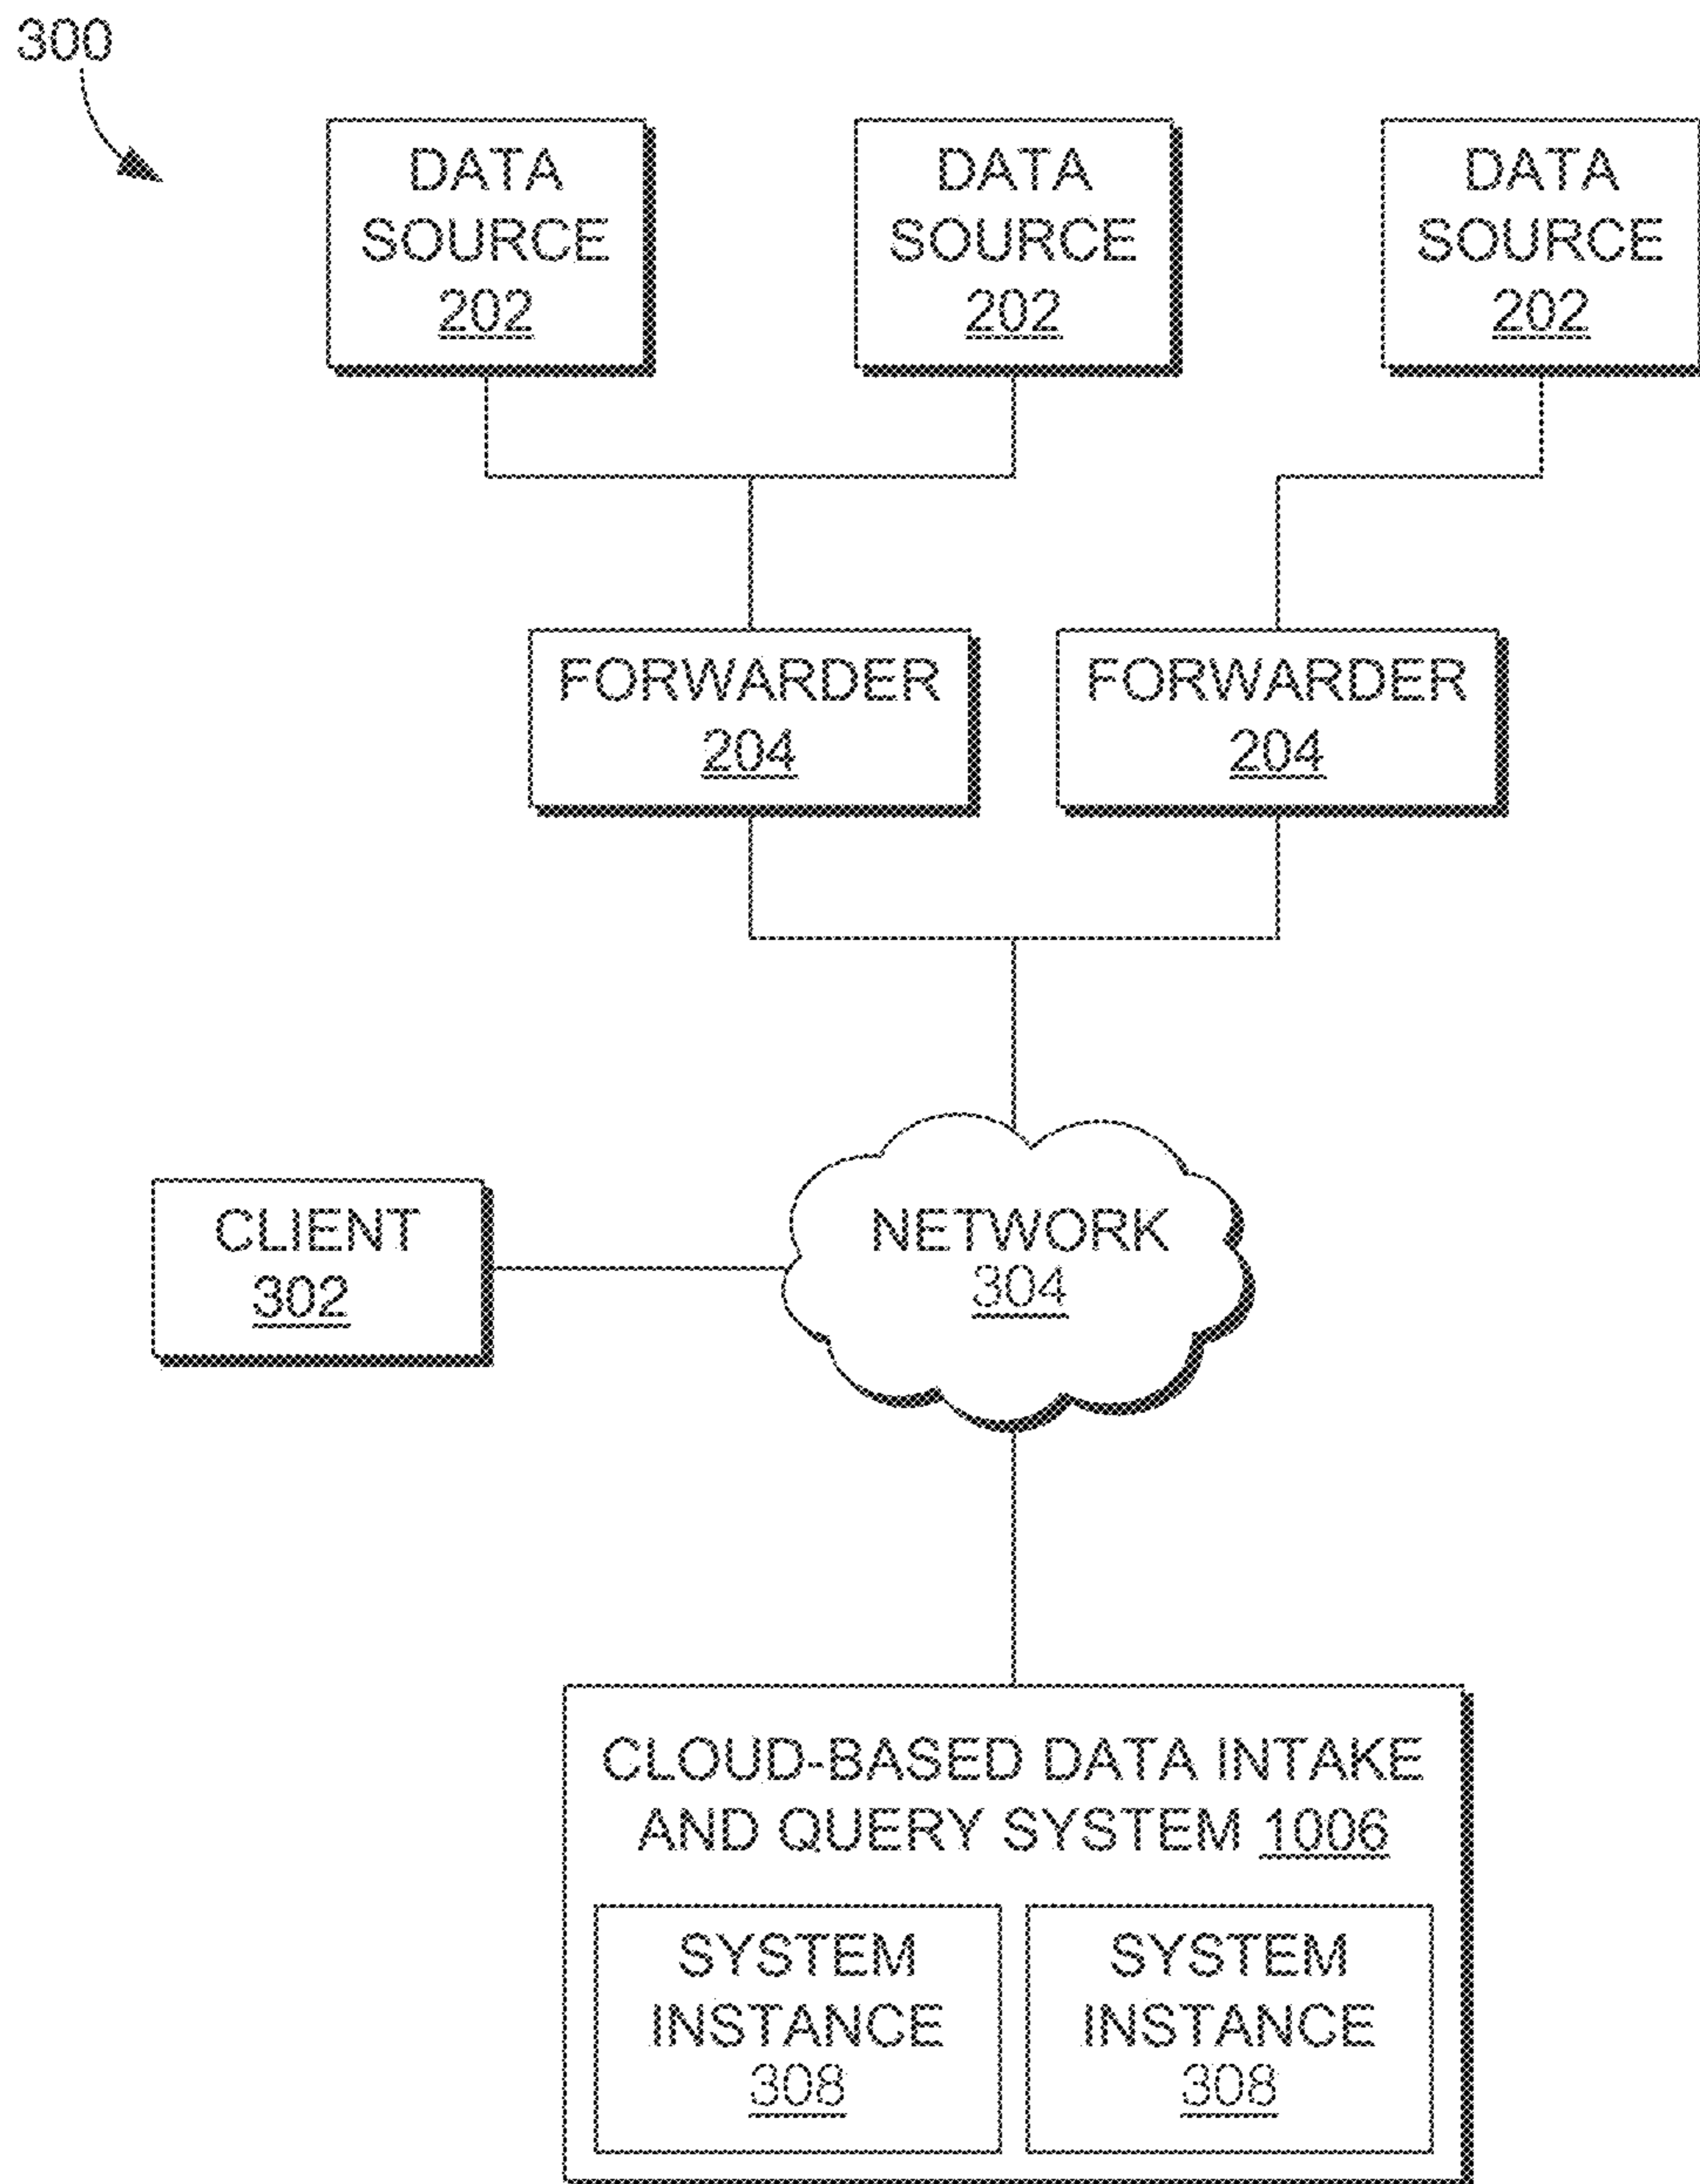 300
DATA
SOURCE
202
DATA
SOURCE
202
DATA
SOURCE
202
FORWARDER
204
FORWARDER
204
CLIENT
302
NETWORK
304
CLOUD-BASED DATA INTAKE
AND QUERY SYSTEM 1006
SYSTEM
INSTANCE
308
SYSTEM
INSTANCE
308